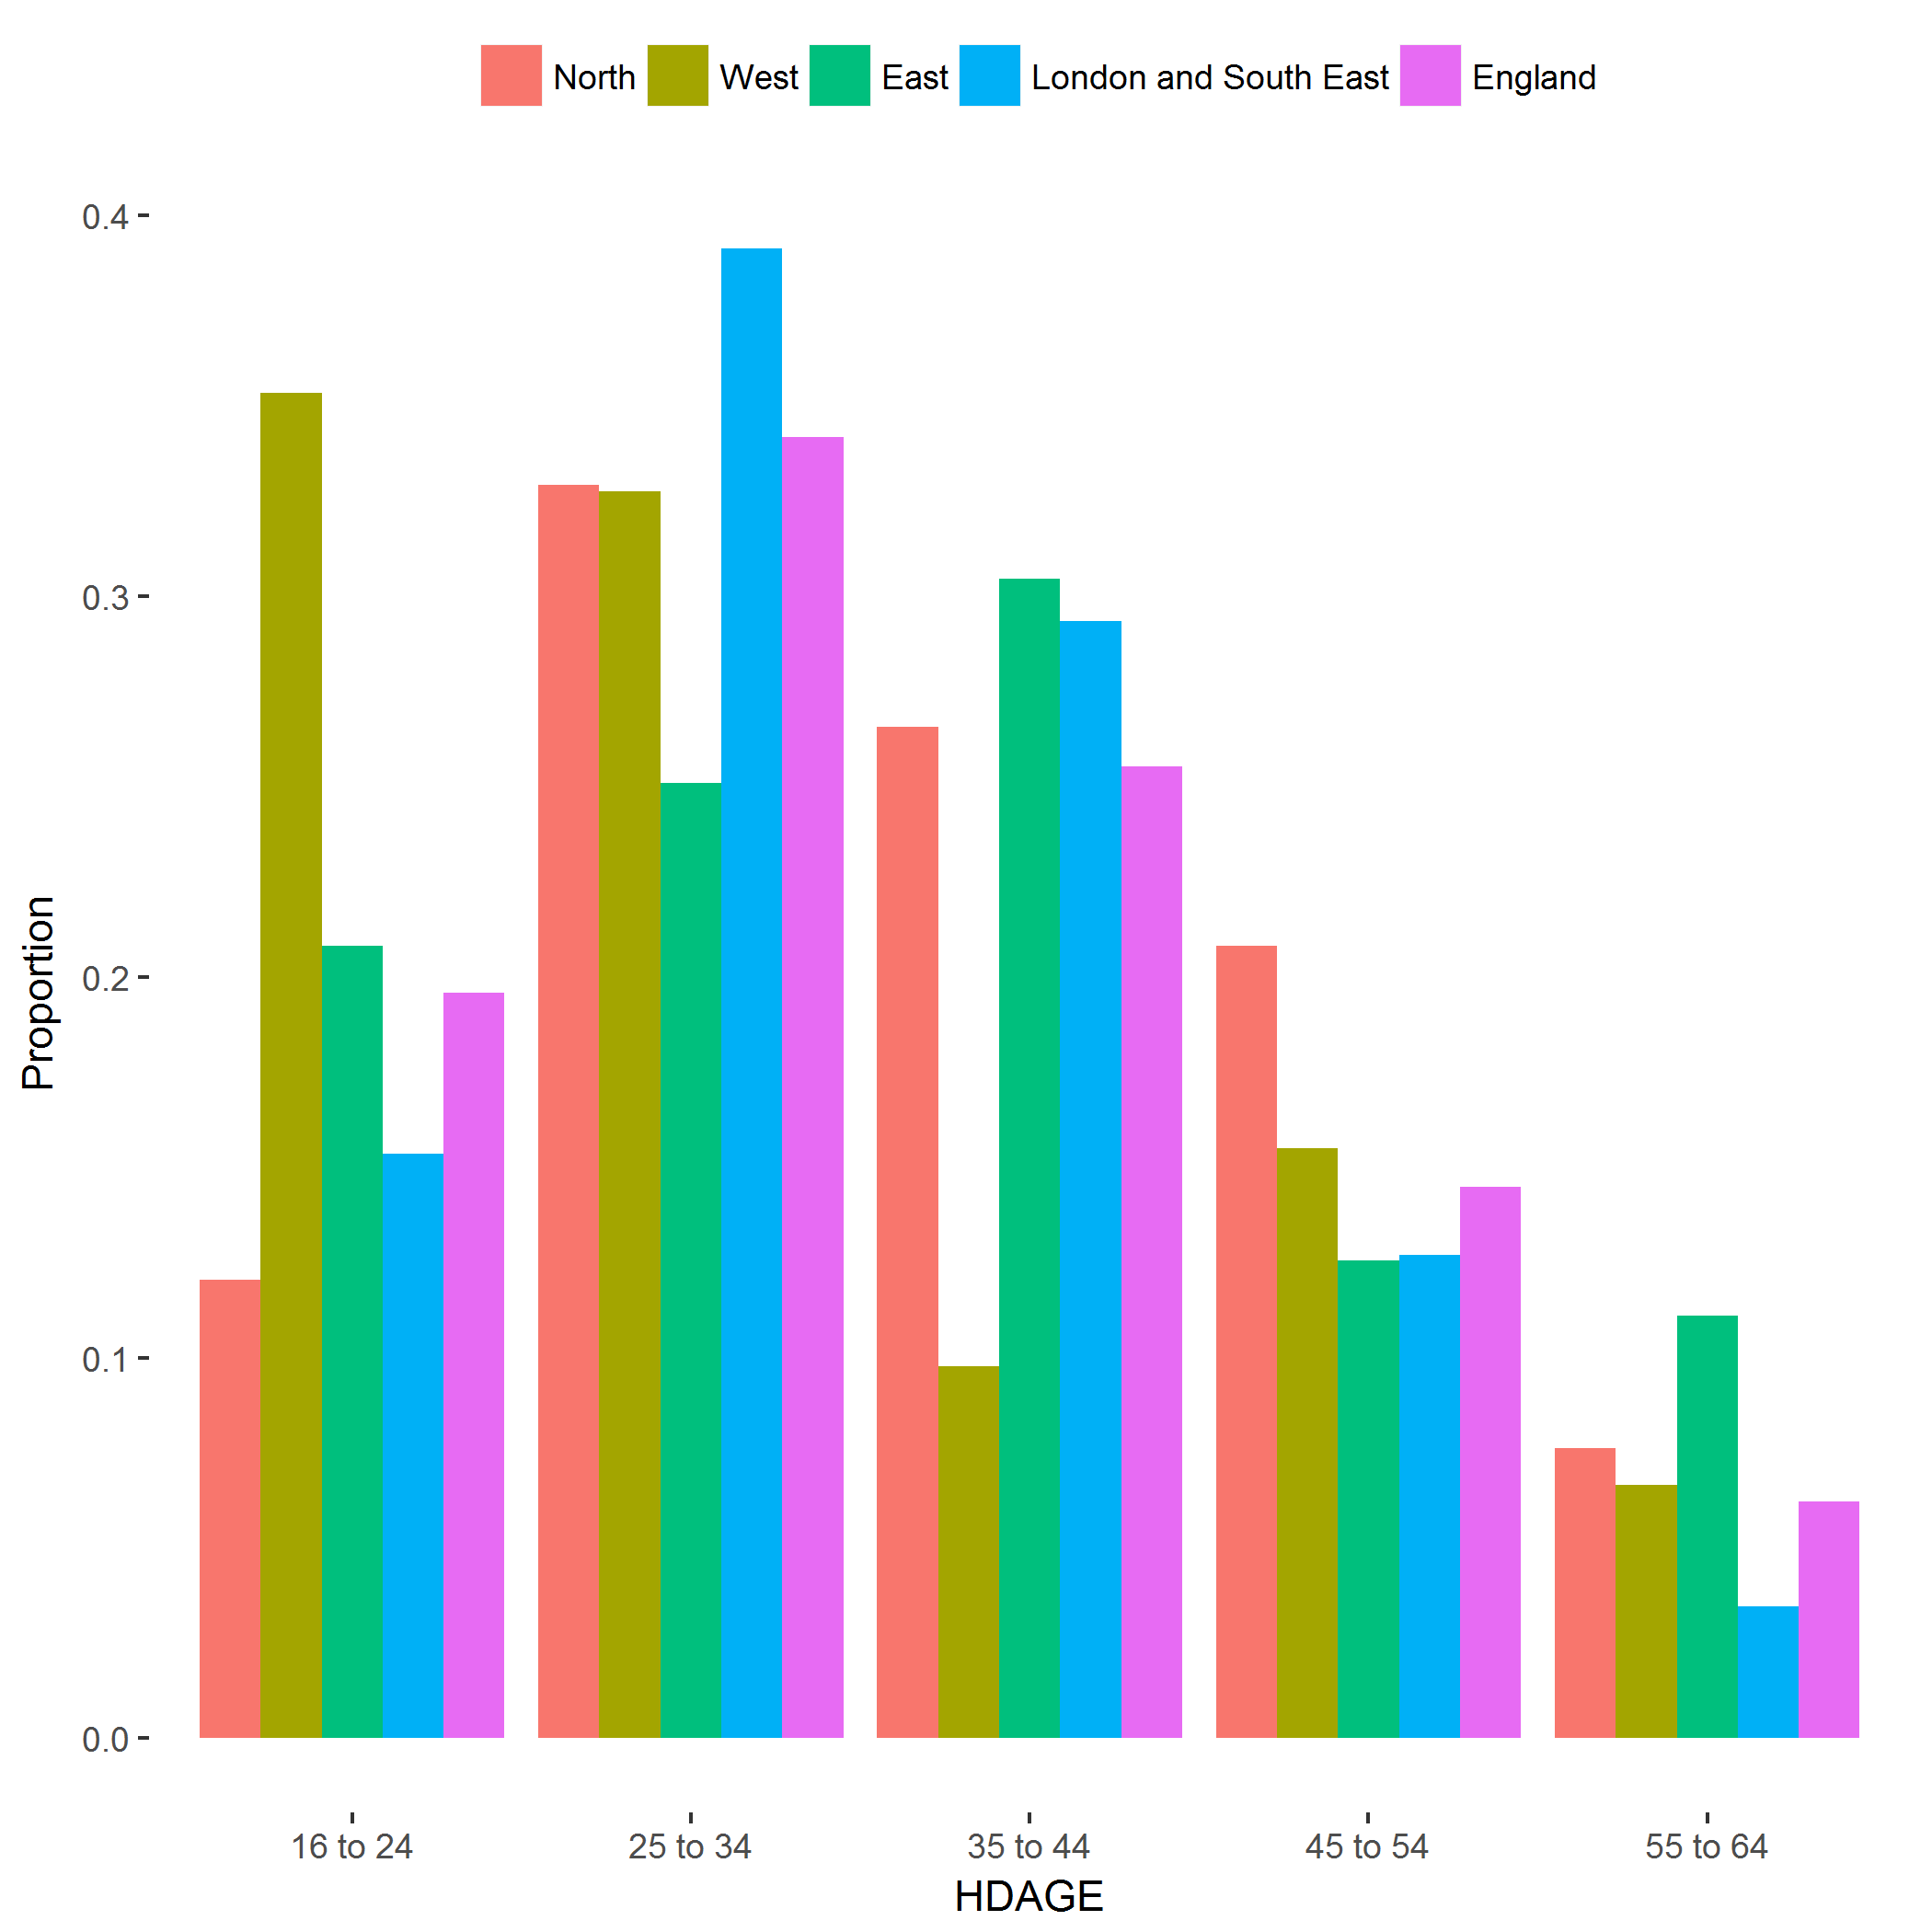 North West East London and South East England
0.4
0.3
0.2
0.1
0.0
Proportion
16 to 24 25 to 34 35 to 44 45 to 54 55 to 64
HDAGE